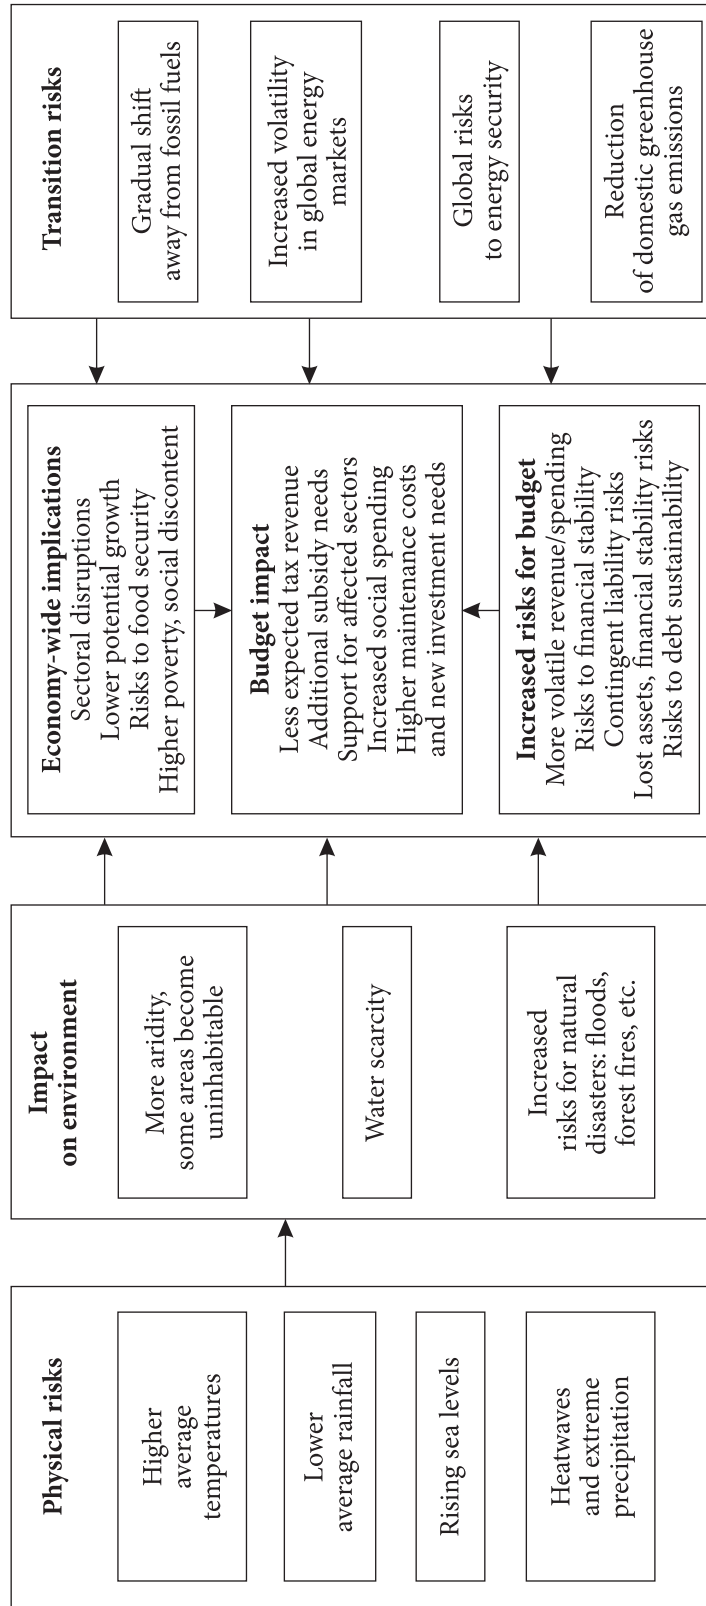 Physical risks
Higher
average
temperatures
Lower
average rainfall
Rising sea levels
Heatwaves
and extreme
precipitation
Impact
on environment
More aridity,
some areas become
uninhabitable
Water scarcity
Increased
risks for natural
disasters: floods,
forest fires, etc.
Economy-wide implications
Sectoral disruptions
Lower potential growth
Risks to food security
Higher poverty, social discontent
Budget impact
Less expected tax revenue
Additional subsidy needs
Support for affected sectors
Increased social spending
Higher maintenance costs
and new investment needs
Increased risks for budget
More volatile revenue/spending
Risks to financial stability
Contingent liability risks
Lost assets, financial stability risks
Risks to debt sustainability
Transition risks
Gradual shift
away from fossil fuels
Increased volatility
in global energy
markets
Global risks
to energy security
Reduction
of domestic greenhouse
gas emissions